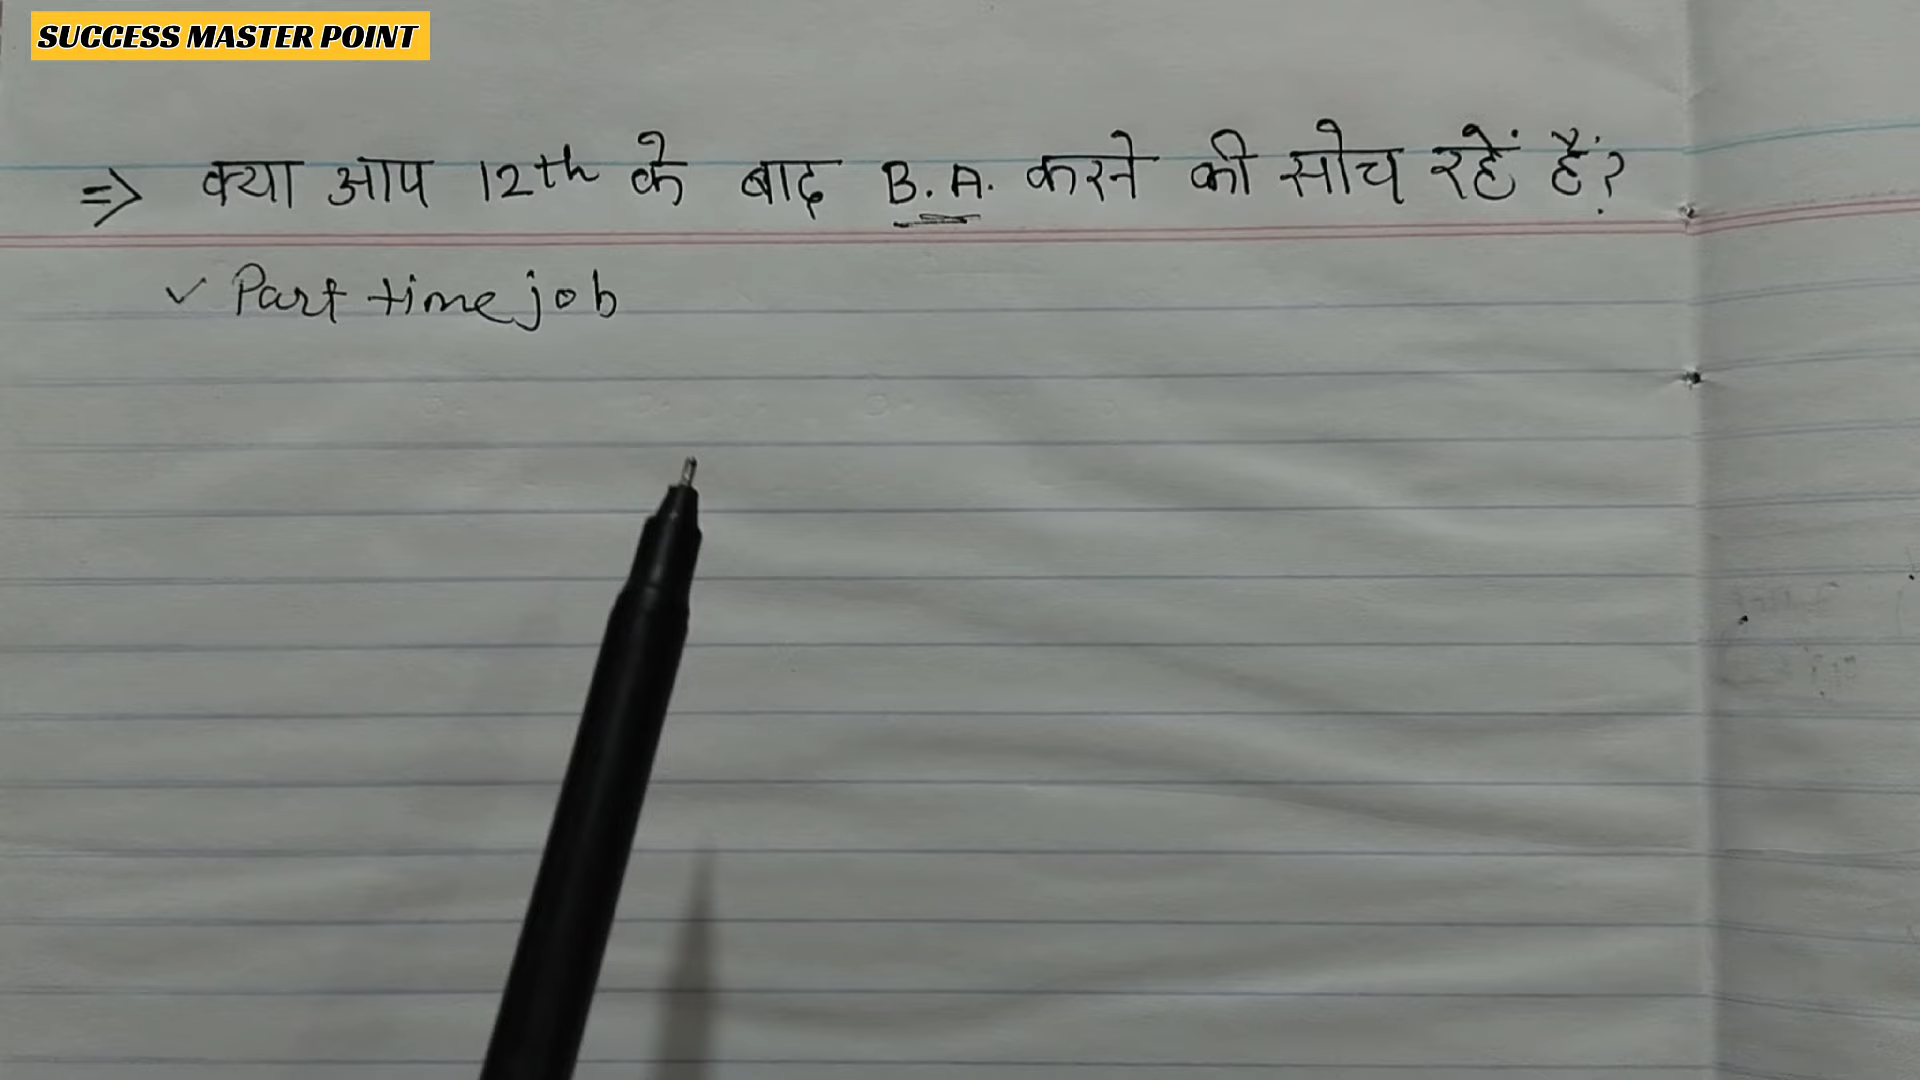 SUCCESS MASTER POINT
=> क्या आप 12th के बाद B.A. करने की सोच रहें हैं?
✓ Part time job